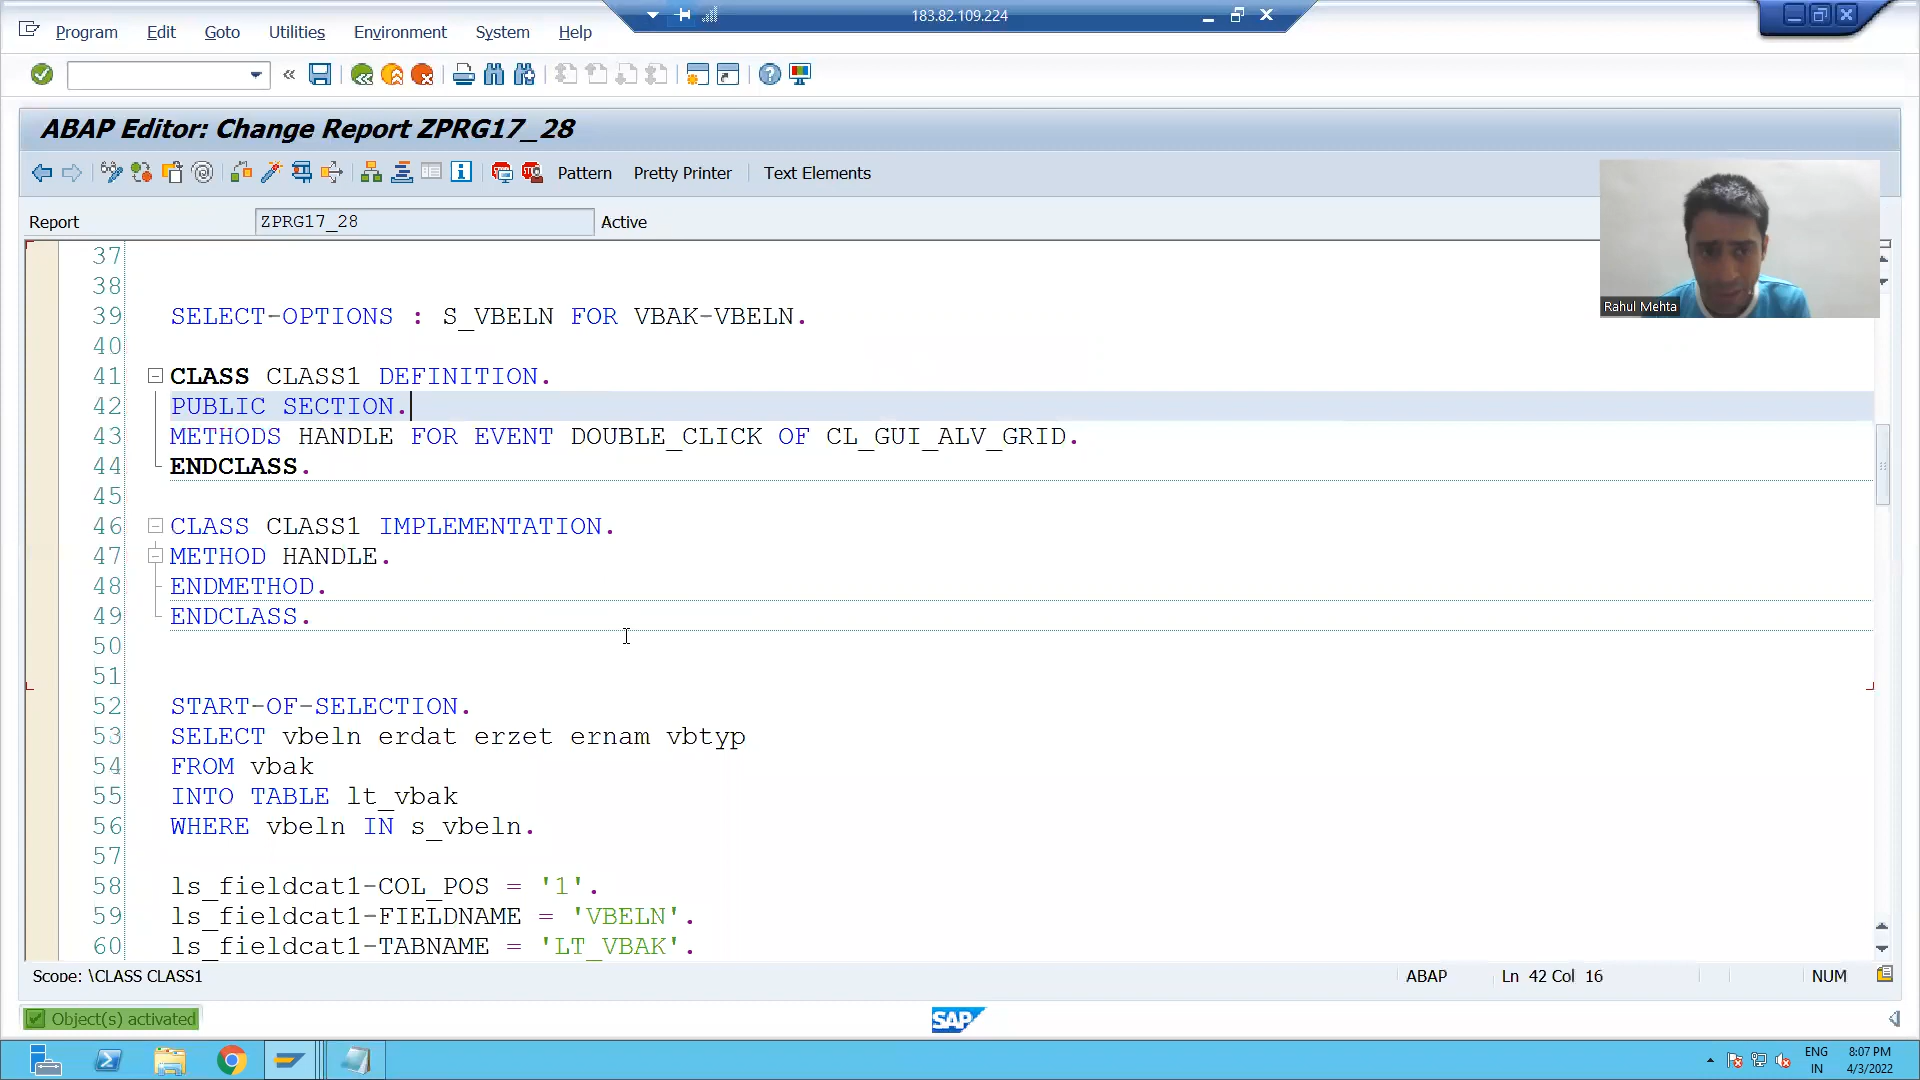 183.82.109.224
Program Edit Goto Utilities Environment System Help
ABAP Editor: Change Report ZPRG17_28
Pattern Pretty Printer Text Elements
Report ZPRG17_28 Active
Rahul Mehta
37
38
39 SELECT-OPTIONS : S_VBELN FOR VBAK-VBELN.
40
41 CLASS CLASS1 DEFINITION.
42 PUBLIC SECTION.
43 METHODS HANDLE FOR EVENT DOUBLE_CLICK OF CL_GUI_ALV_GRID.
44 ENDCLASS.
45
46 CLASS CLASS1 IMPLEMENTATION.
47 METHOD HANDLE.
48 ENDMETHOD.
49 ENDCLASS.
50
51
52 START-OF-SELECTION.
53 SELECT vbeln erdat erzet ernam vbtyp
54 FROM vbak
55 INTO TABLE lt_vbak
56 WHERE vbeln IN s_vbeln.
57
58 ls_fieldcat1-COL_POS = '1'.
59 ls_fieldcat1-FIELDNAME = 'VBELN'.
60 ls_fieldcat1-TABNAME = 'LT_VBAK'.
Scope: \CLASS CLASS1 ABAP Ln 42 Col 16 NUM
Object(s) activated
SAP
ENG 8:07 PM
IN 4/3/2022